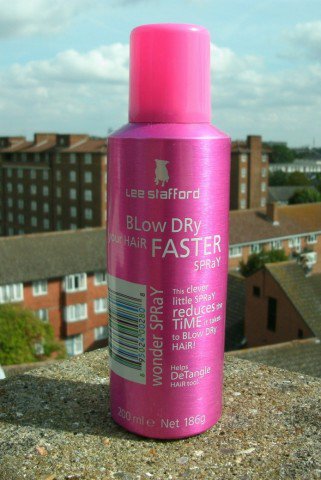 Lee Stafford
BLow DRy
your HAiR FASTER
SPRaY
wonder SPRaY
This clever
little SPRaY
reduces the
TIME it takes
to BLow DRy
HAiR!
Helps
DeTangle
HAiR too!
200 ml e Net 186g